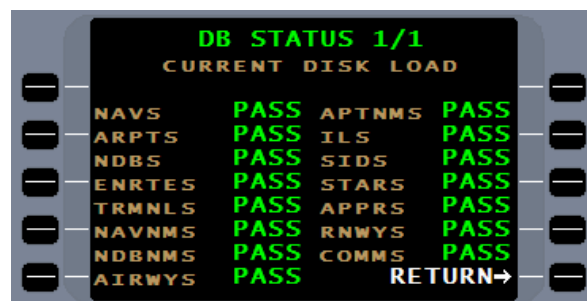 DB STATUS 1/1
CURRENT DISK LOAD
NAVS PASS APTNMS PASS
ARPTS PASS ILS PASS
NDBS PASS SIDS PASS
ENRTES PASS STARS PASS
TRMNLS PASS APPRS PASS
NAVNMS PASS RNWYS PASS
NDBNMS PASS COMMS PASS
AIRWYS PASS RETURN→